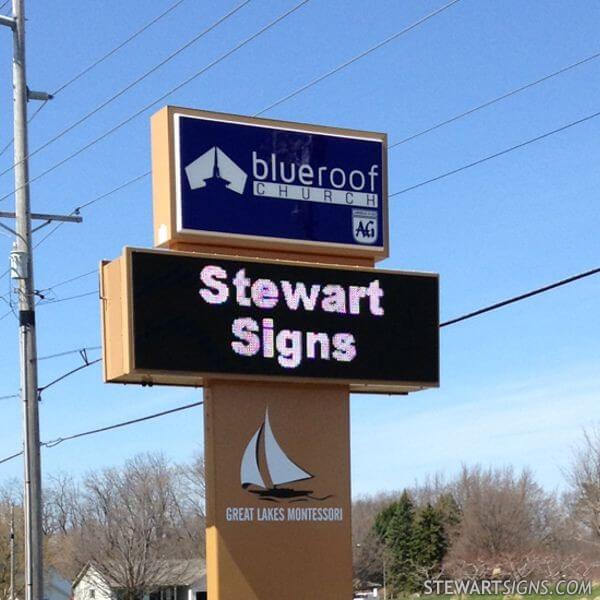 blueroof
CHURCH
AG
Stewart
Signs
GREAT LAKES MONTESSORI
STEWARTSIGNS.COM